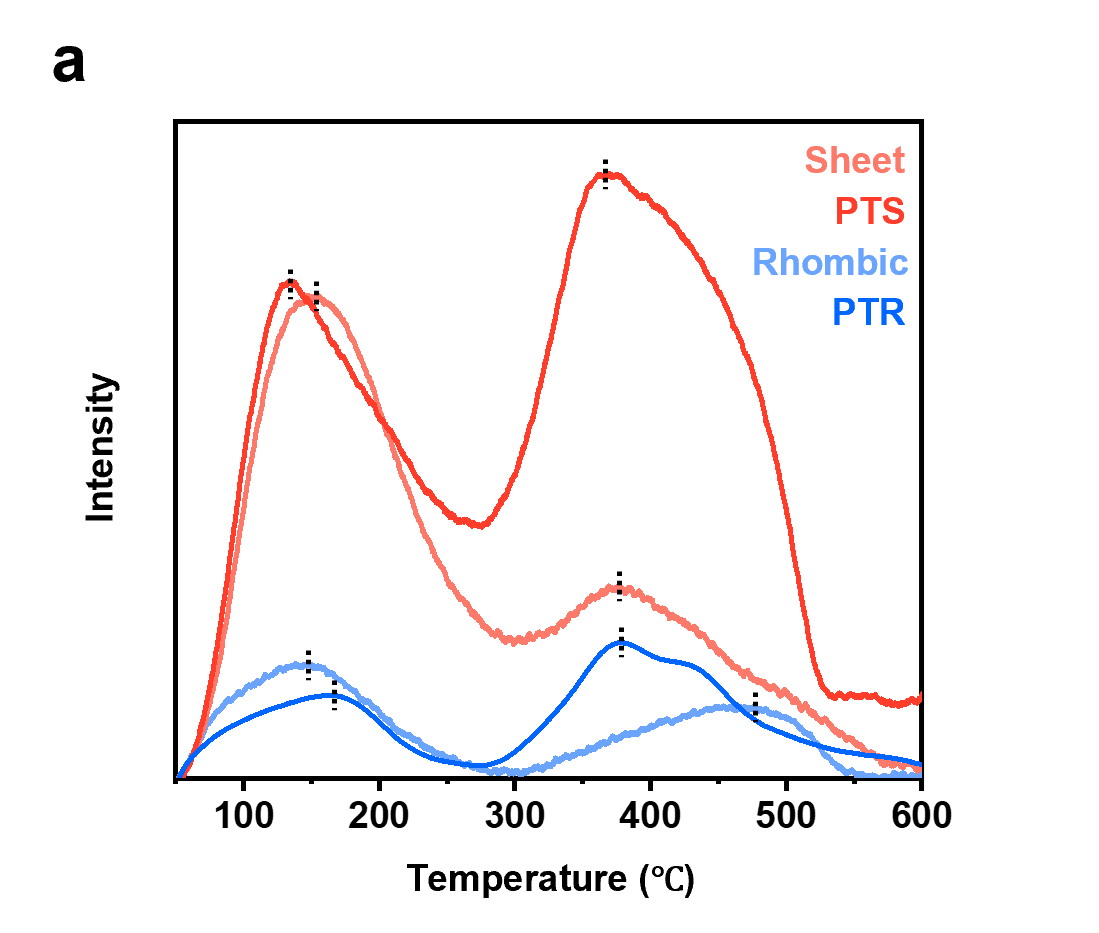 a
Sheet
PTS
Rhombic
PTR
Intensity
100 200 300 400 500 600
Temperature (℃)